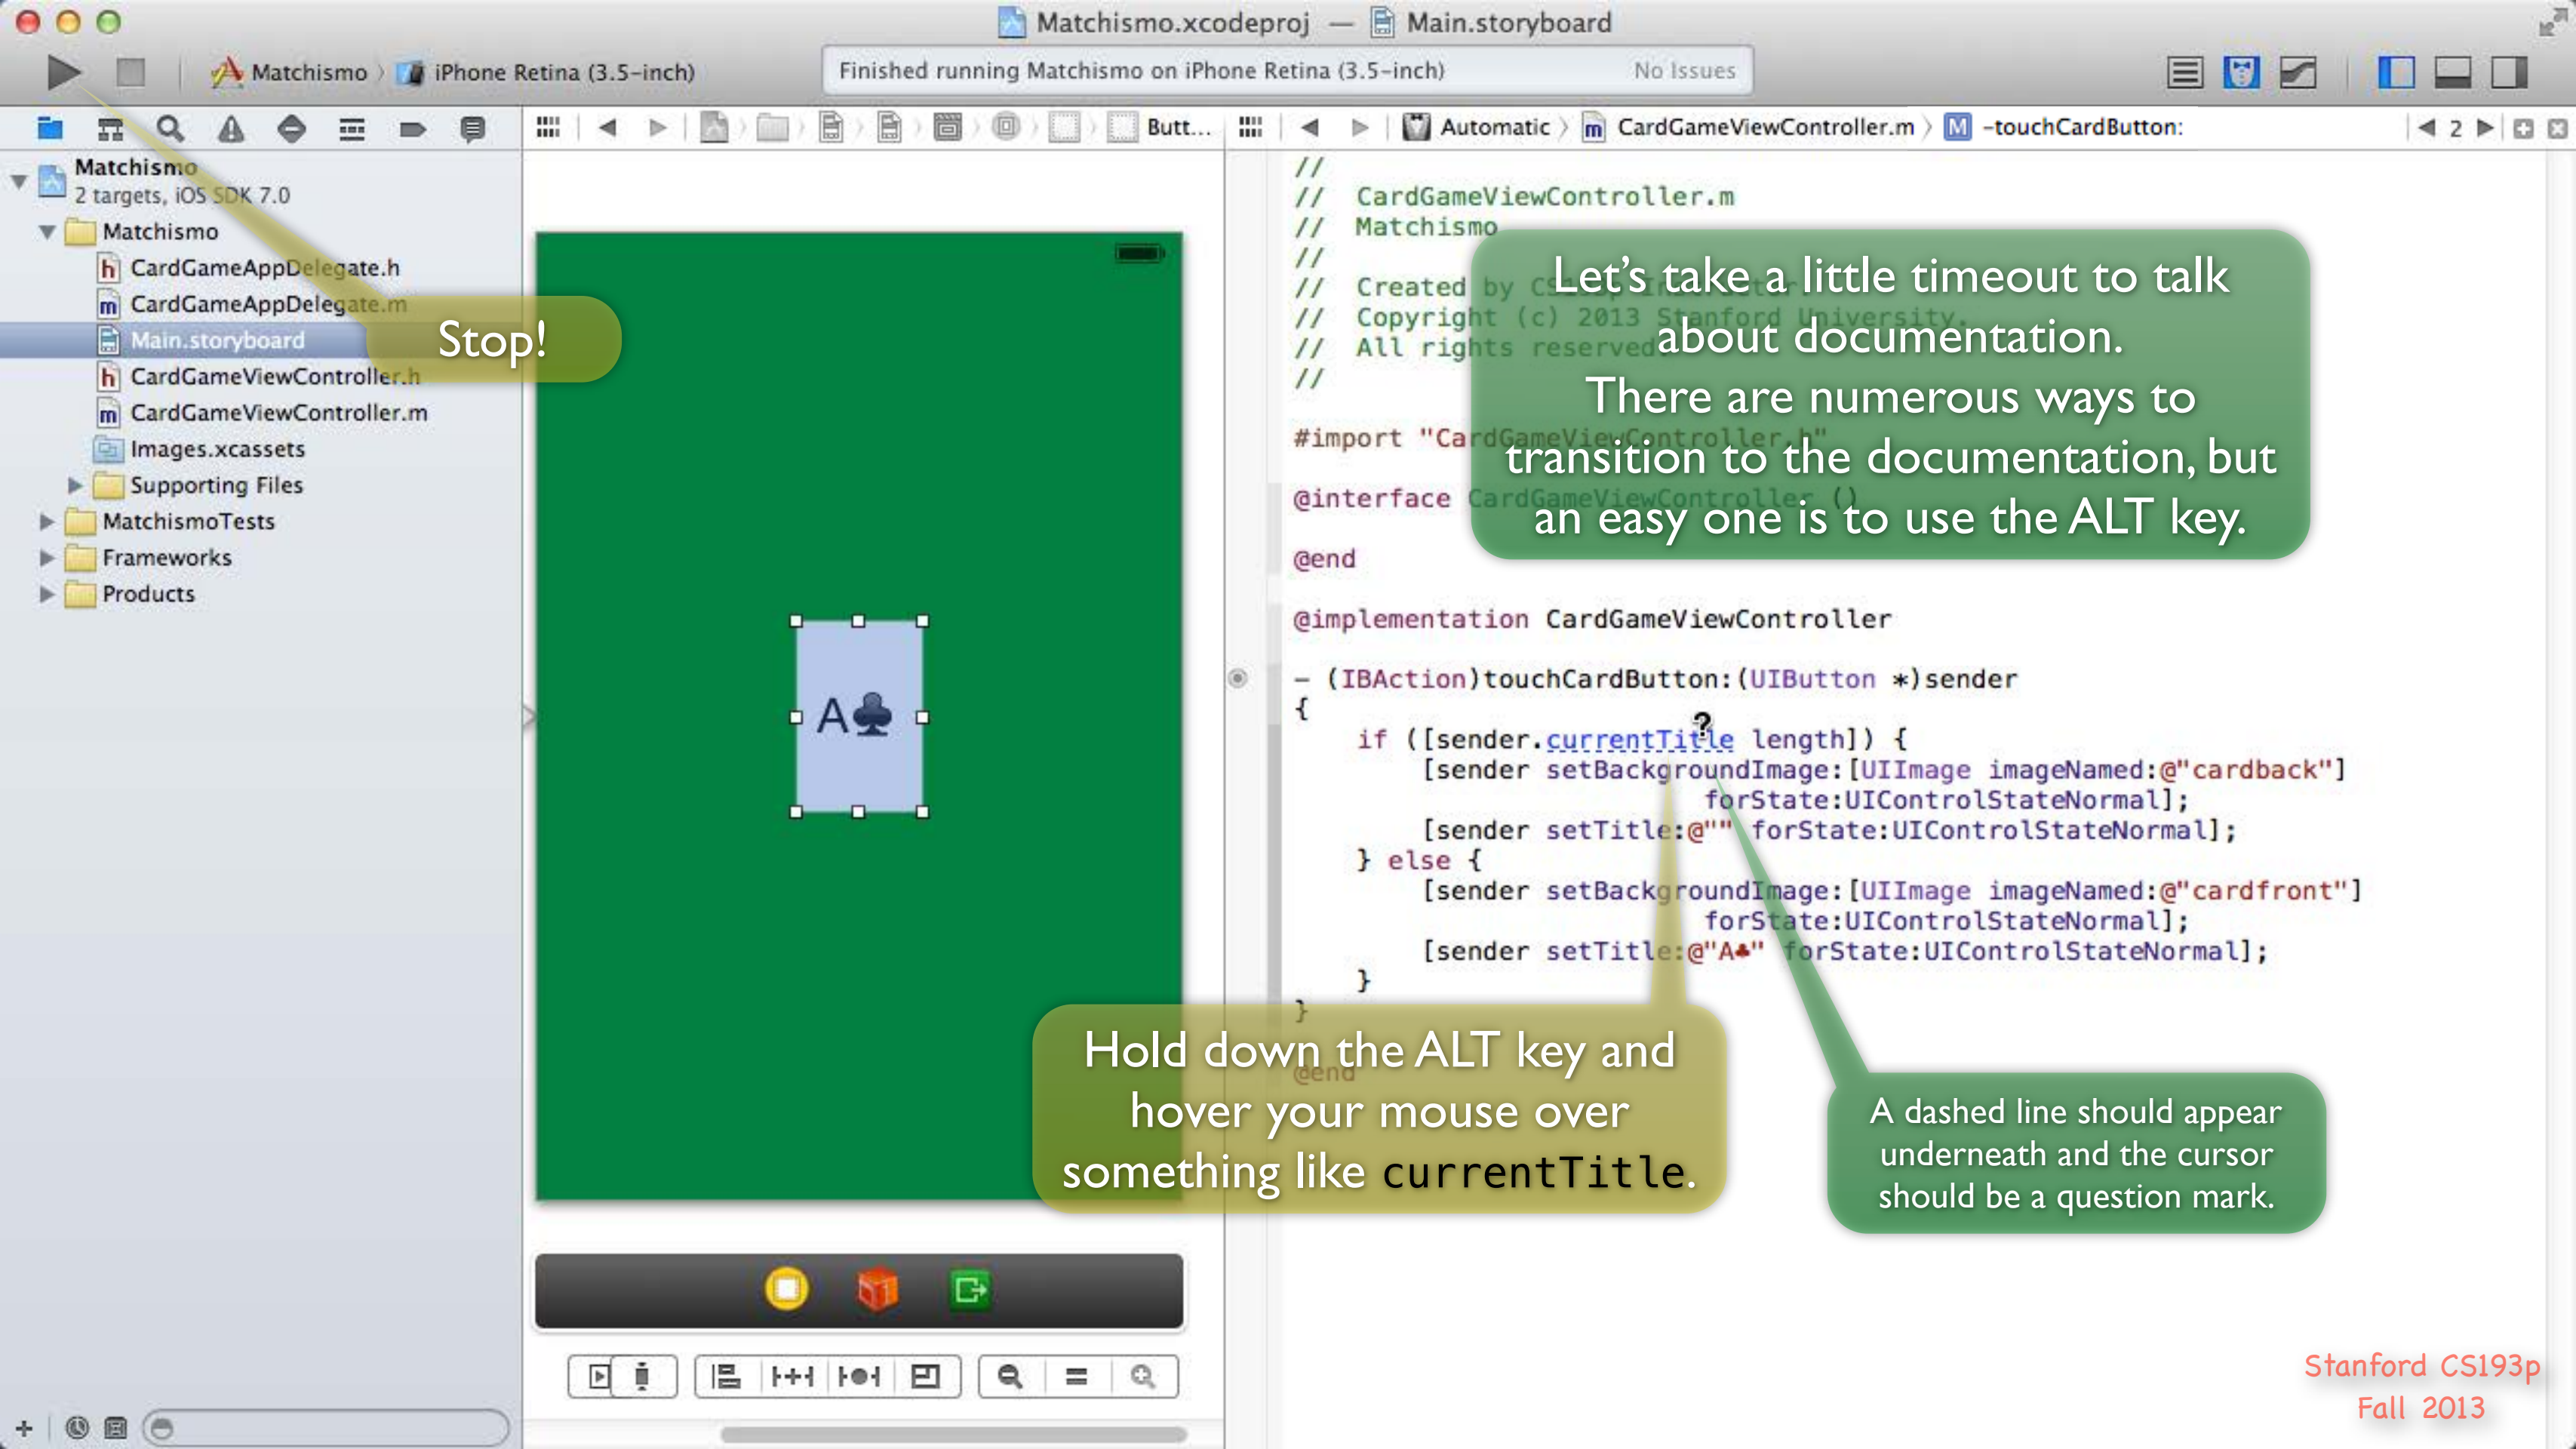 Matchismo.xcodeproj — Main.storyboard
Matchismo iPhone Retina (3.5-inch)
Finished running Matchismo on iPhone Retina (3.5-inch) No Issues
Butt...
Automatic CardGameViewController.m M -touchCardButton:
2
Matchismo
2 targets, iOS SDK 7.0
Matchismo
h CardGameAppDelegate.h
m CardGameAppDelegate.m
Main.storyboard
h CardGameViewController.h
m CardGameViewController.m
Images.xcassets
Supporting Files
MatchismoTests
Frameworks
Products
Stop!
A♣
//
// CardGameViewController.m
// Matchismo
//
// Created by CS193p Instructor.
// Copyright (c) 2013 Stanford University.
// All rights reserved.
//
#import "CardGameViewController.h"
@interface CardGameViewController ()
@end
@implementation CardGameViewController
- (IBAction)touchCardButton:(UIButton *)sender
{
if ([sender.currentTitle length]) {
[sender setBackgroundImage:[UIImage imageNamed:@"cardback"]
forState:UIControlStateNormal];
[sender setTitle:@"" forState:UIControlStateNormal];
} else {
[sender setBackgroundImage:[UIImage imageNamed:@"cardfront"]
forState:UIControlStateNormal];
[sender setTitle:@"A♣" forState:UIControlStateNormal];
}
}
@end
Let's take a little timeout to talk
about documentation.
There are numerous ways to
transition to the documentation, but
an easy one is to use the ALT key.
Hold down the ALT key and
hover your mouse over
something like currentTitle.
A dashed line should appear
underneath and the cursor
should be a question mark.
Stanford CS193p
Fall 2013